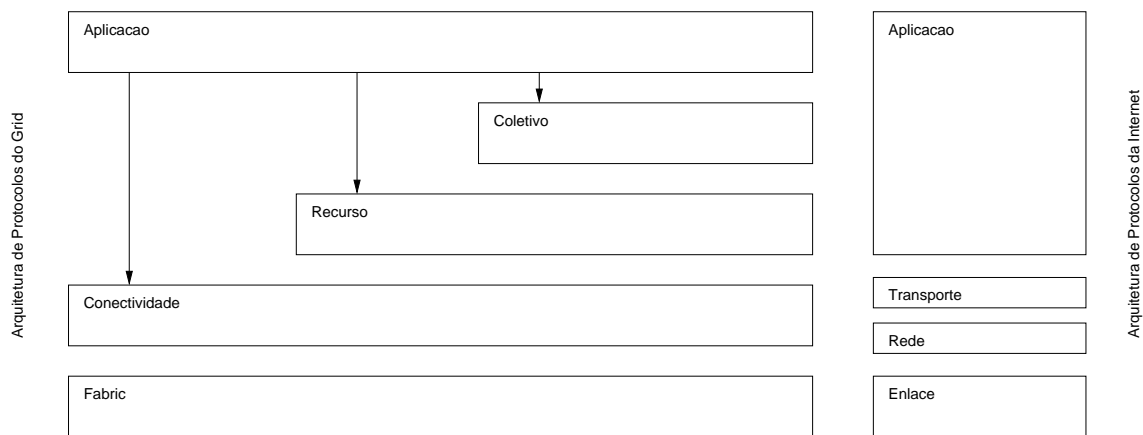 Arquitetura de Protocolos do Grid
Aplicacao
Coletivo
Recurso
Conectividade
Fabric
Aplicacao
Transporte
Rede
Enlace
Arquitetura de Protocolos da Internet